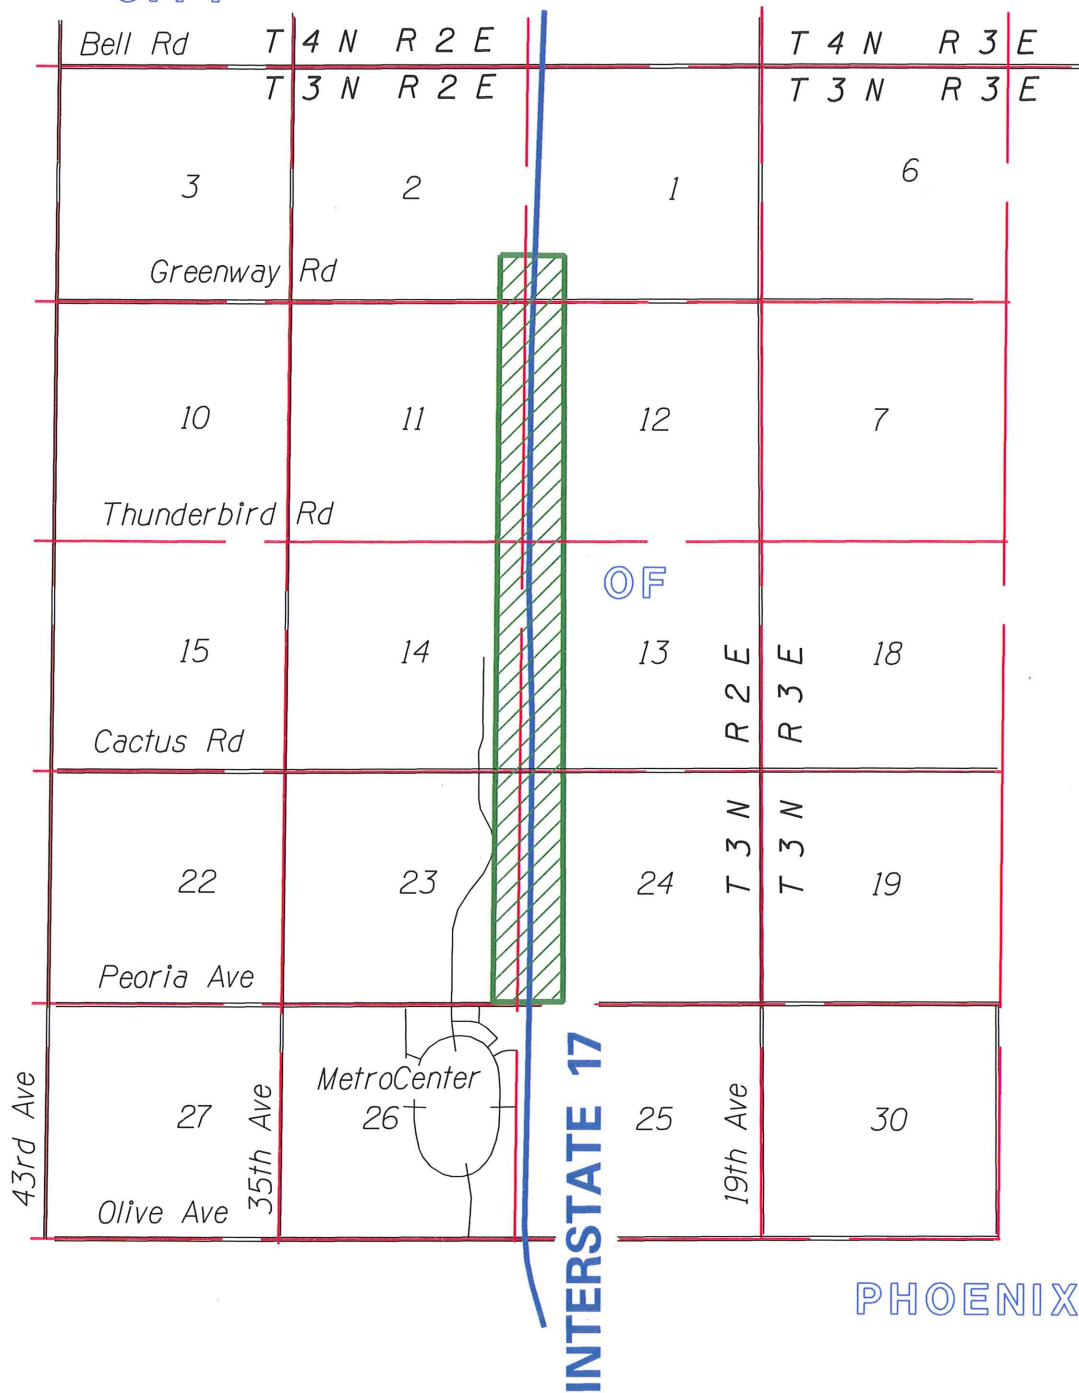 Bell Rd T 4 N R 2 E T 4 N R 3 E
T 3 N R 2 E T 3 N R 3 E
3 2 1 6
Greenway Rd
10 11 12 7
Thunderbird Rd
OF
15 14 13 18
Cactus Rd
T 3 N R 2 E
T 3 N R 3 E
22 23 24 19
Peoria Ave
MetroCenter
27 26 25 30
43rd Ave
35th Ave
19th Ave
Olive Ave
INTERSTATE 17
PHOENIX